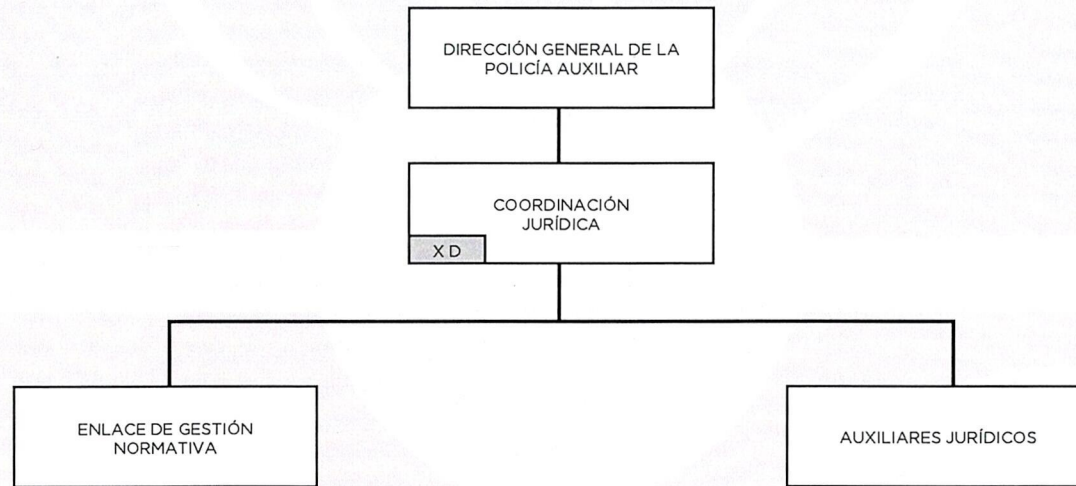 DIRECCIÓN GENERAL DE LA
POLICÍA AUXILIAR
COORDINACIÓN
JURÍDICA
X D
ENLACE DE GESTIÓN
NORMATIVA
AUXILIARES JURÍDICOS